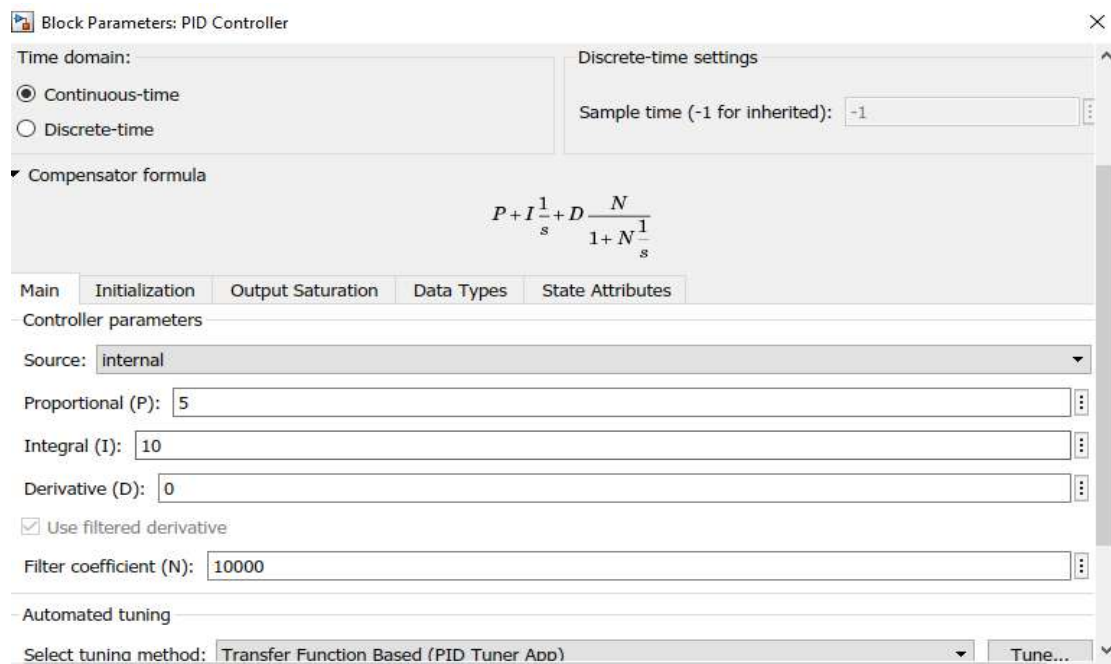 Block Parameters: PID Controller
Time domain:
Continuous-time
Discrete-time
Discrete-time settings
Sample time (-1 for inherited): -1
Compensator formula
P + I 1/s + D N/(1 + N 1/s)
Main Initialization Output Saturation Data Types State Attributes
Controller parameters
Source: internal
Proportional (P): 5
Integral (I): 10
Derivative (D): 0
Use filtered derivative
Filter coefficient (N): 10000
Automated tuning
Select tuning method: Transfer Function Based (PID Tuner App) Tune...